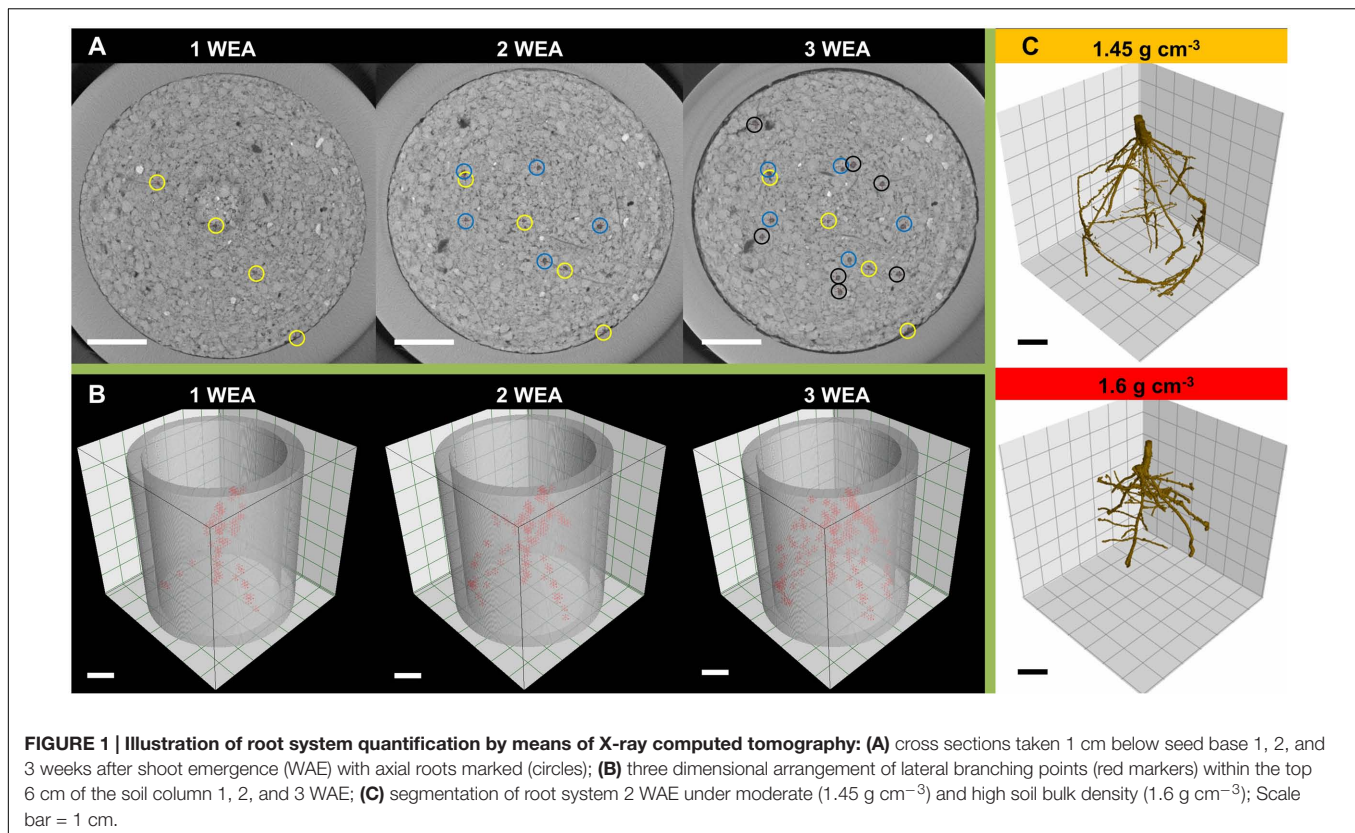 A 1 WEA 2 WEA 3 WEA
C 1.45 g cm⁻³
1.6 g cm⁻³
B 1 WEA 2 WEA 3 WEA
FIGURE 1 | Illustration of root system quantification by means of X-ray computed tomography: (A) cross sections taken 1 cm below seed base 1, 2, and
3 weeks after shoot emergence (WAE) with axial roots marked (circles); (B) three dimensional arrangement of lateral branching points (red markers) within the top
6 cm of the soil column 1, 2, and 3 WAE; (C) segmentation of root system 2 WAE under moderate (1.45 g cm⁻³) and high soil bulk density (1.6 g cm⁻³); Scale
bar = 1 cm.